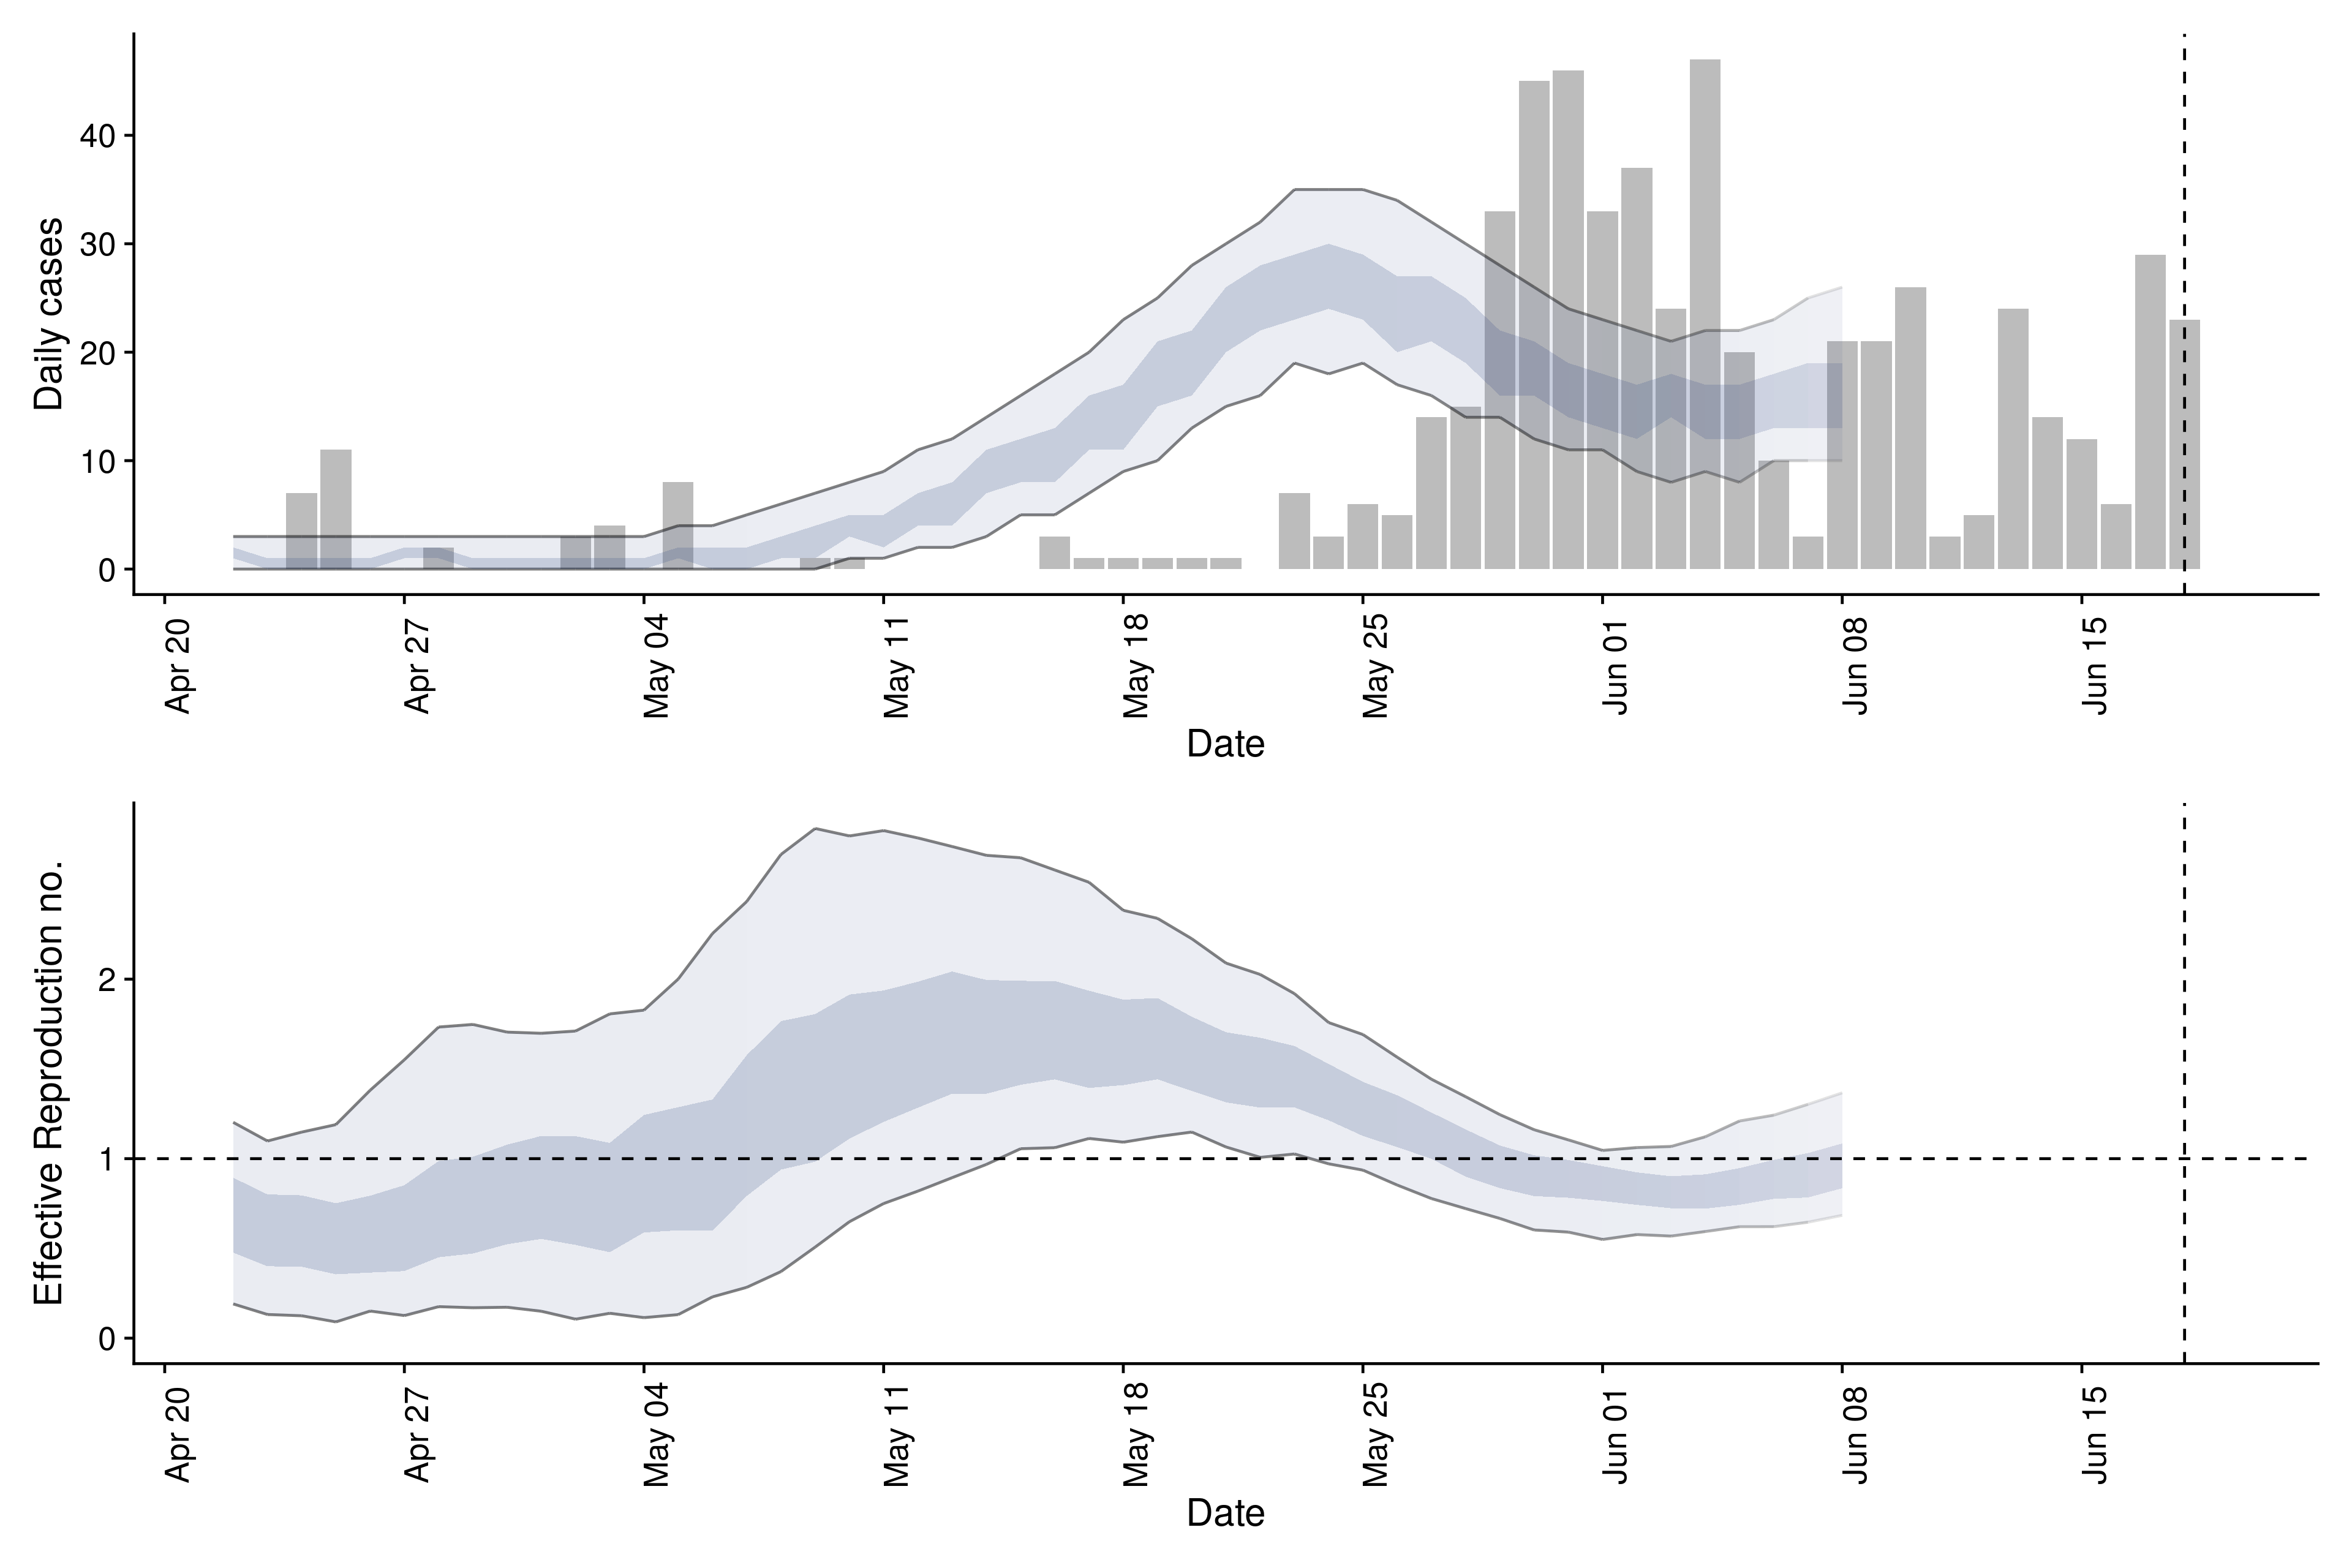 Daily cases
40
30
20
10
0
Apr 20
Apr 27
May 04
May 11
May 18
May 25
Jun 01
Jun 08
Jun 15
Date
Effective Reproduction no.
2
1
0
Apr 20
Apr 27
May 04
May 11
May 18
May 25
Jun 01
Jun 08
Jun 15
Date